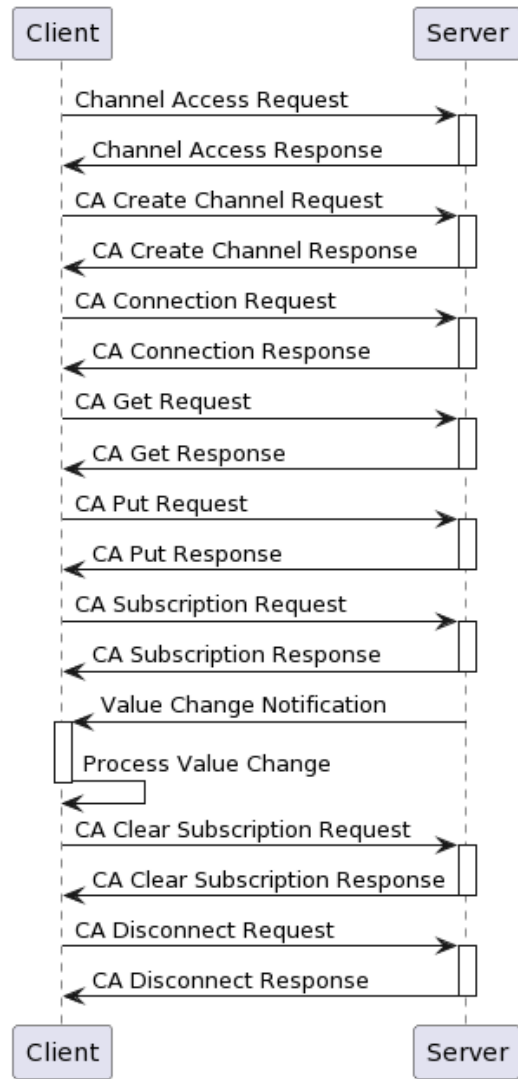 Client Server
Channel Access Request
Channel Access Response
CA Create Channel Request
CA Create Channel Response
CA Connection Request
CA Connection Response
CA Get Request
CA Get Response
CA Put Request
CA Put Response
CA Subscription Request
CA Subscription Response
Value Change Notification
Process Value Change
CA Clear Subscription Request
CA Clear Subscription Response
CA Disconnect Request
CA Disconnect Response
Client Server